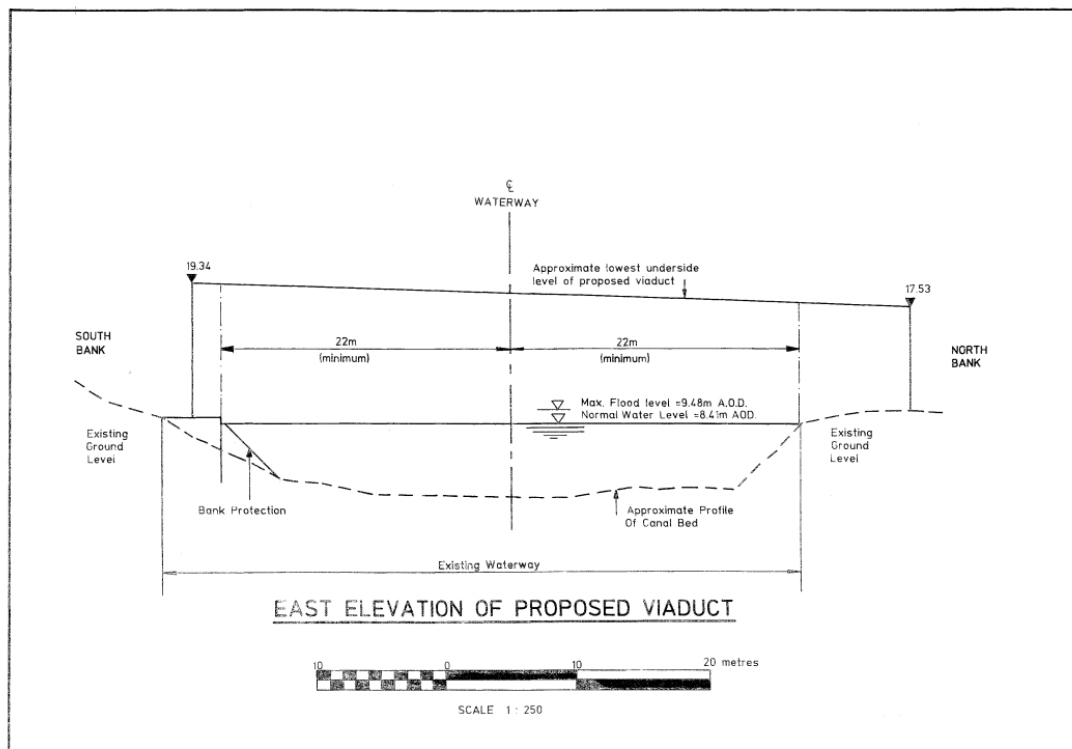 ℄
WATERWAY
19.34
Approximate lowest underside
level of proposed viaduct
17.53
SOUTH
BANK
22m
(minimum)
22m
(minimum)
NORTH
BANK
Max. Flood level =9.48m A.O.D.
Normal Water Level =8.41m AOD.
Existing
Ground
Level
Existing
Ground
Level
Bank Protection
Approximate Profile
Of Canal Bed
Existing Waterway
EAST ELEVATION OF PROPOSED VIADUCT
10 0 10 20 metres
SCALE 1 : 250